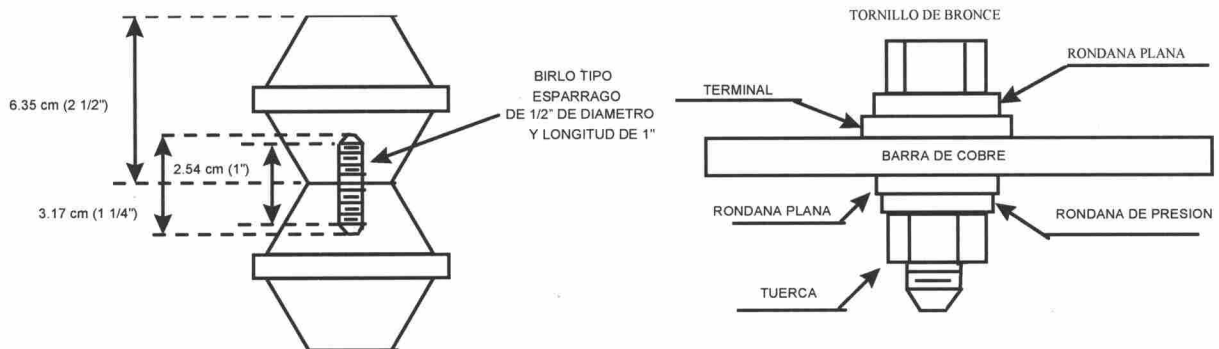 6.35 cm (2 1/2")
2.54 cm (1")
3.17 cm (1 1/4")
BIRLO TIPO
ESPARRAGO
DE 1/2" DE DIAMETRO
Y LONGITUD DE 1"
TORNILLO DE BRONCE
RONDANA PLANA
TERMINAL
BARRA DE COBRE
RONDANA PLANA
RONDANA DE PRESION
TUERCA